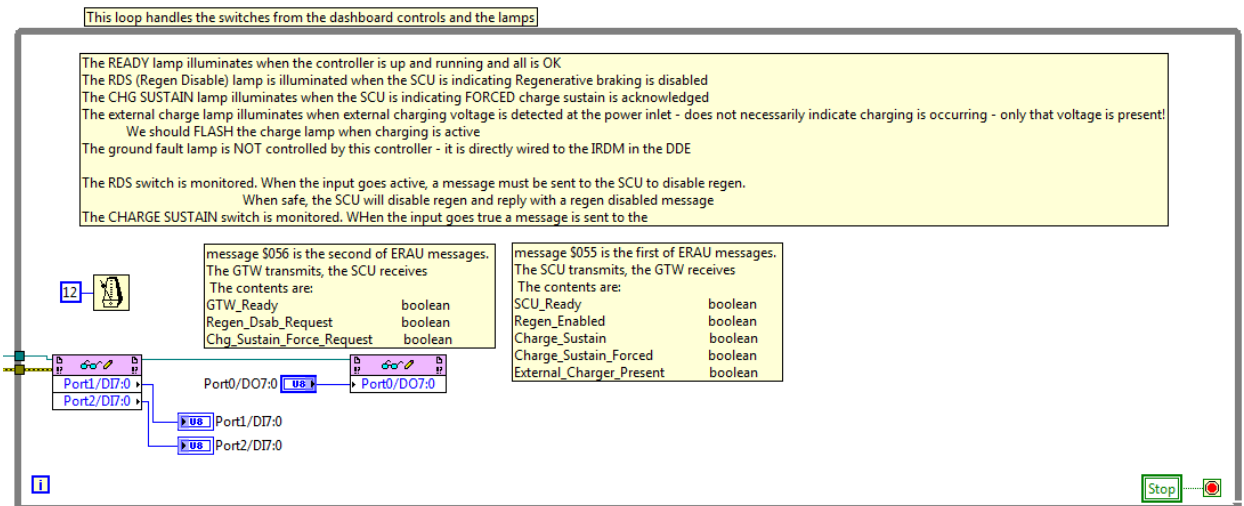 This loop handles the switches from the dashboard controls and the lamps
The READY lamp illuminates when the controller is up and running and all is OK
The RDS (Regen Disable) lamp is illuminated when the SCU is indicating Regenerative braking is disabled
The CHG SUSTAIN lamp illuminates when the SCU is indicating FORCED charge sustain is acknowledged
The external charge lamp illuminates when external charging voltage is detected at the power inlet - does not necessarily indicate charging is occurring - only that voltage is present!
We should FLASH the charge lamp when charging is active
The ground fault lamp is NOT controlled by this controller - it is directly wired to the IRDM in the DDE
The RDS switch is monitored. When the input goes active, a message must be sent to the SCU to disable regen.
When safe, the SCU will disable regen and reply with a regen disabled message
The CHARGE SUSTAIN switch is monitored. WHen the input goes true a message is sent to the
message $056 is the second of ERAU messages.
The GTW transmits, the SCU receives
The contents are:
GTW_Ready boolean
Regen_Dsab_Request boolean
Chg_Sustain_Force_Request boolean
message $055 is the first of ERAU messages.
The SCU transmits, the GTW receives
The contents are:
SCU_Ready boolean
Regen_Enabled boolean
Charge_Sustain boolean
Charge_Sustain_Forced boolean
External_Charger_Present boolean
12
Port1/DI7:0
Port2/DI7:0
Port0/DO7:0 U8 Port0/DO7:0
U8 Port1/DI7:0
U8 Port2/DI7:0
i
Stop